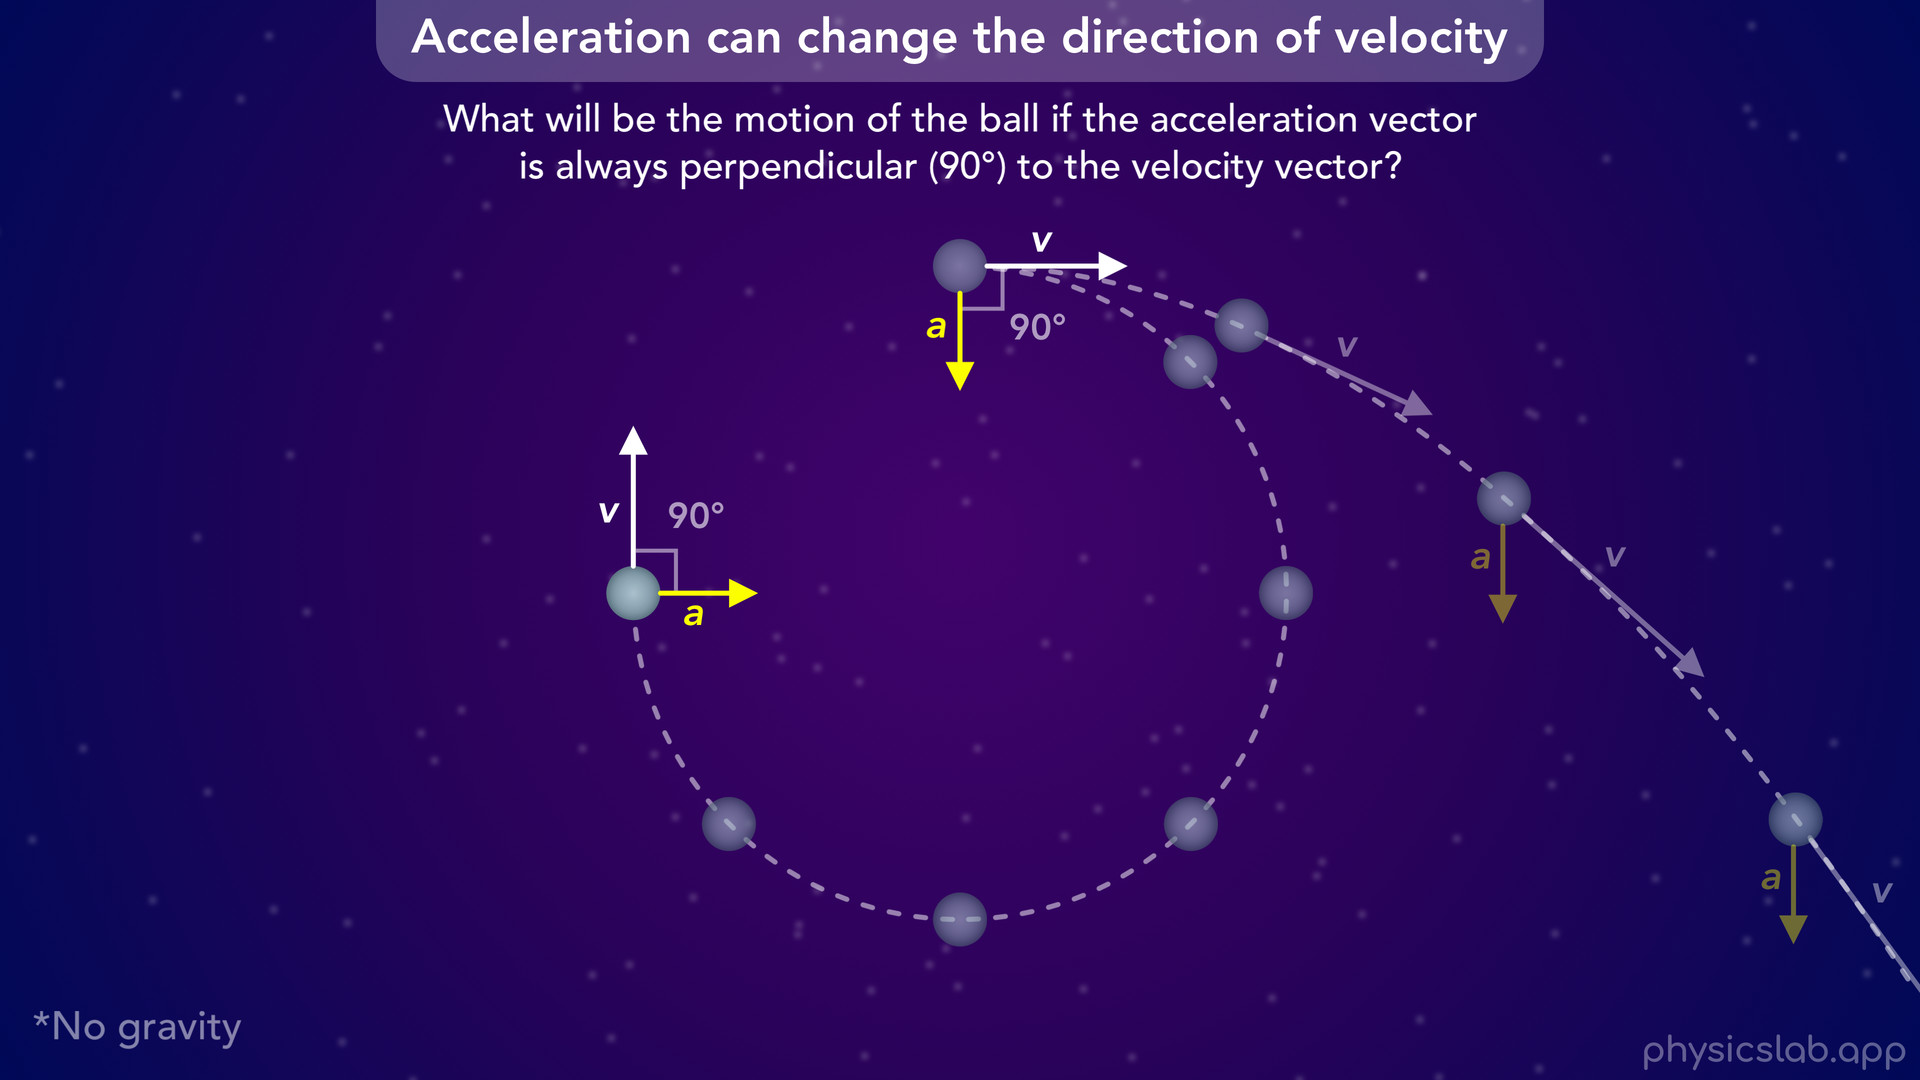 Acceleration can change the direction of velocity
What will be the motion of the ball if the acceleration vector
is always perpendicular (90°) to the velocity vector?
v
a
90°
v
v
90°
a
a
v
a
v
*No gravity
physicslab.app